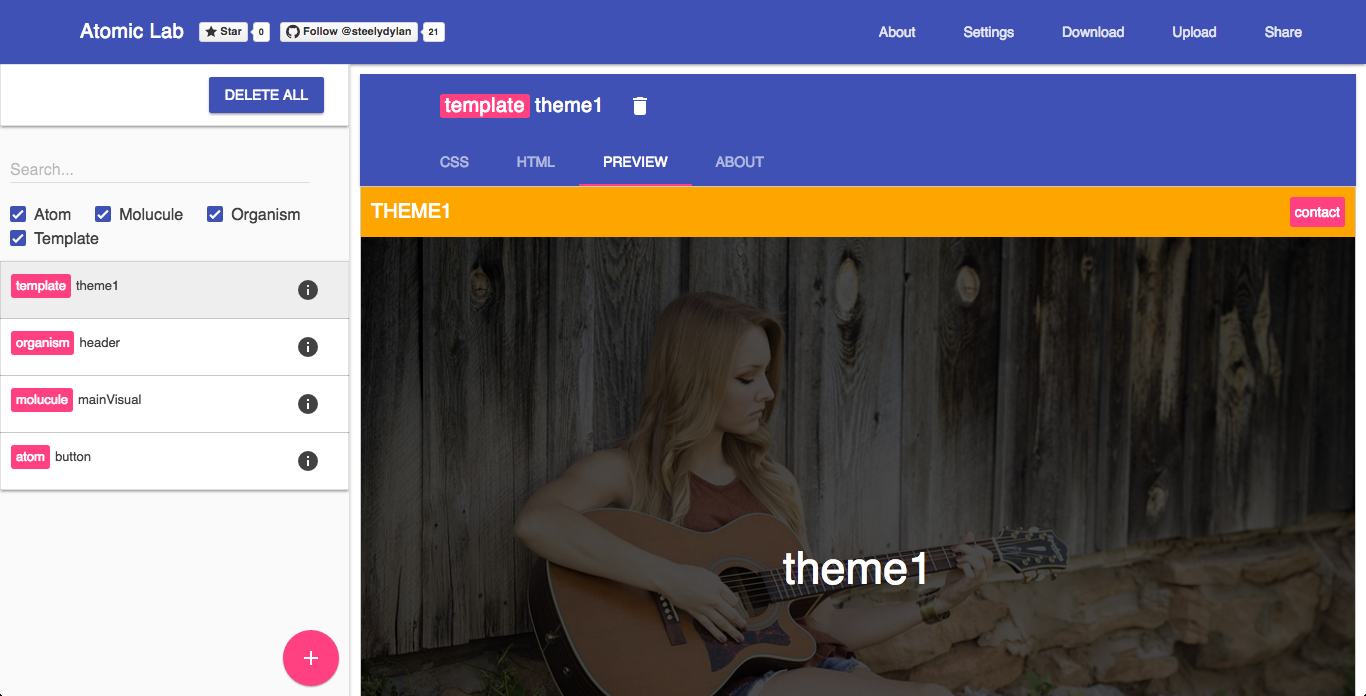 Atomic Lab Star 0 Follow @steelydylan 21 About Settings Download Upload Share
DELETE ALL
Search...
Atom Molucule Organism
Template
template theme1
organism header
molucule mainVisual
atom button
template theme1
CSS HTML PREVIEW ABOUT
THEME1 contact
theme1